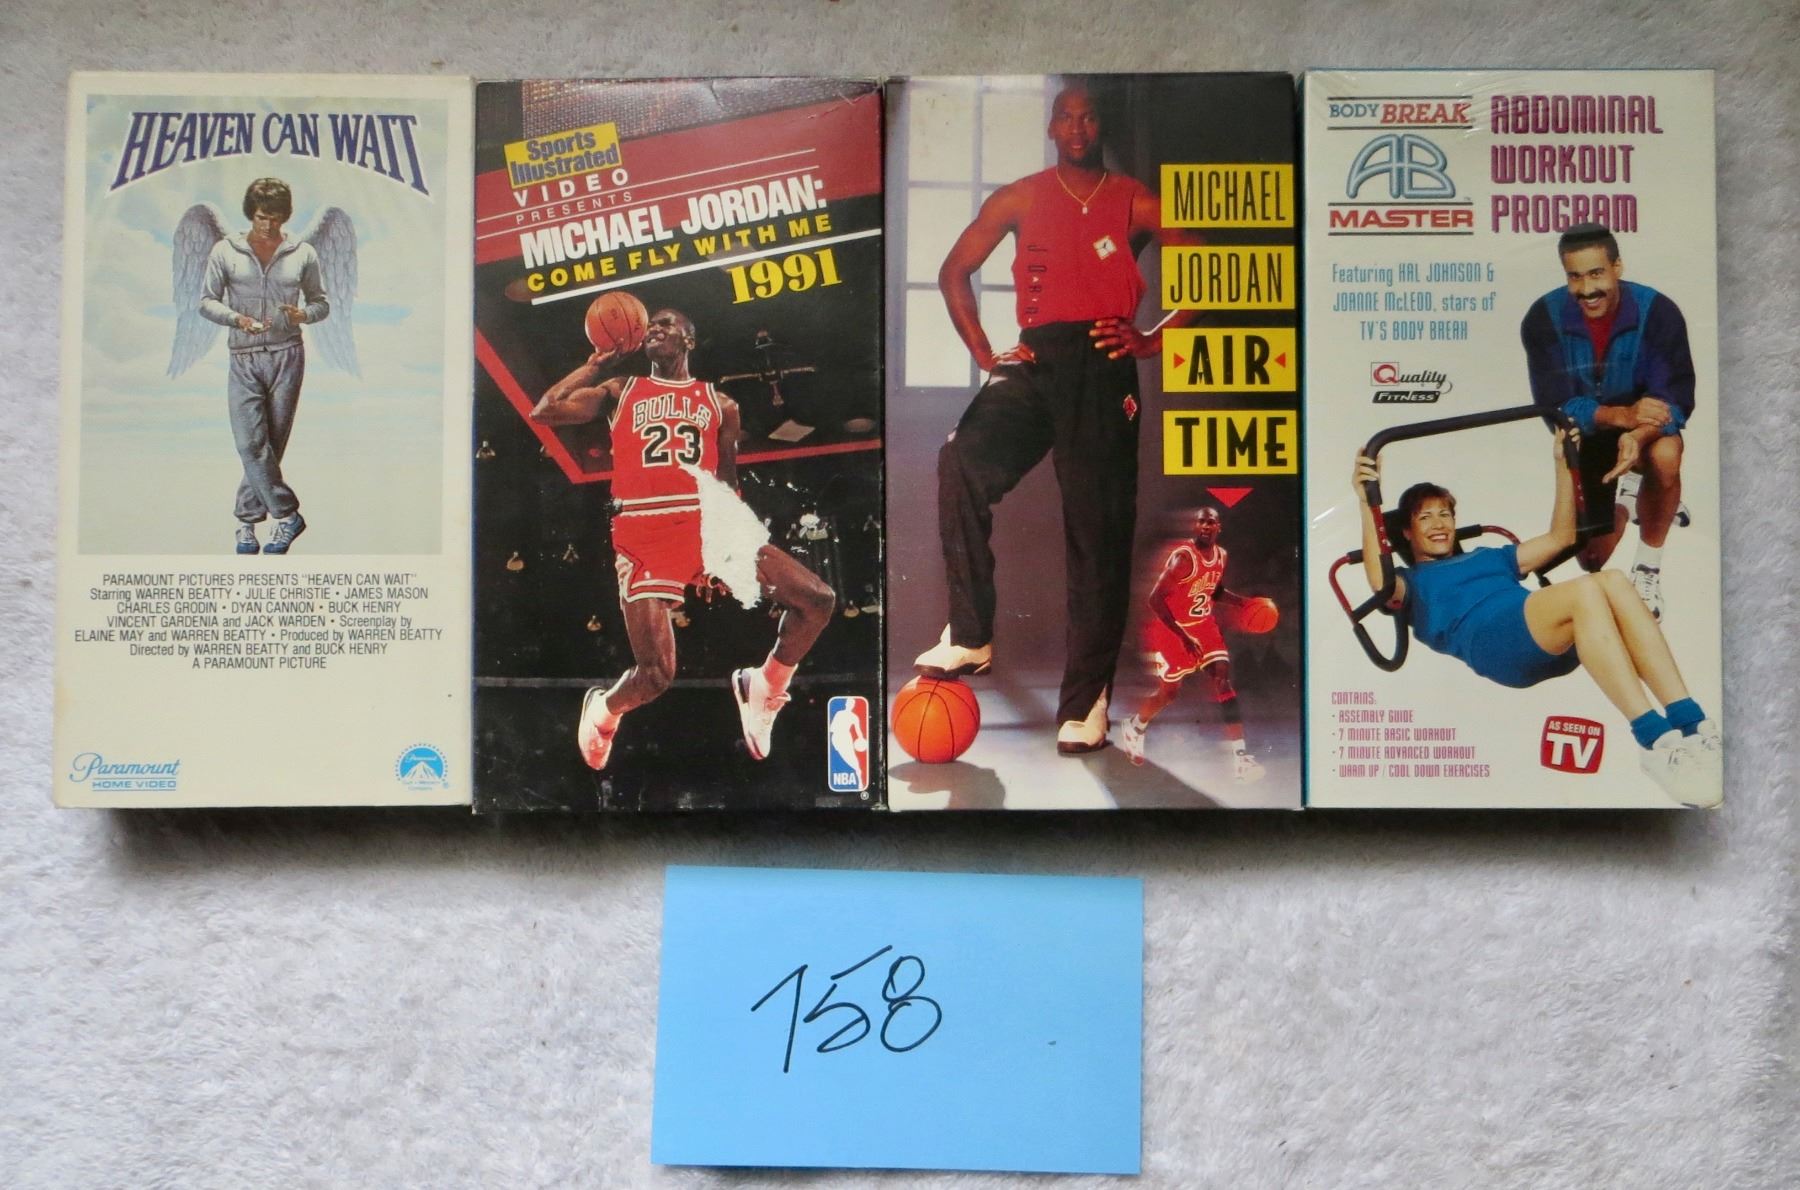 HEAVEN CAN WAIT
PARAMOUNT PICTURES PRESENTS "HEAVEN CAN WAIT"
Starring WARREN BEATTY • JULIE CHRISTIE • JAMES MASON
CHARLES GRODIN • DYAN CANNON • BUCK HENRY
VINCENT GARDENIA and JACK WARDEN • Screenplay by
ELAINE MAY and WARREN BEATTY • Produced by WARREN BEATTY
Directed by WARREN BEATTY and BUCK HENRY
A PARAMOUNT PICTURE
Paramount
HOME VIDEO
Paramount
Sports
Illustrated
VIDEO
PRESENTS
MICHAEL JORDAN:
COME FLY WITH ME
1991
BULLS
23
NBA
MICHAEL
JORDAN
AIR
TIME
BULLS
BODY BREAK
AB
MASTER
ABDOMINAL
WORKOUT
PROGRAM
Featuring HAL JOHNSON &
JOANNE McLEOD, stars of
TV'S BODY BREAK
Quality
FITNESS
CONTAINS:
- ASSEMBLY GUIDE
- 7 MINUTE BASIC WORKOUT
- 7 MINUTE ADVANCED WORKOUT
- WARM UP / COOL DOWN EXERCISES
AS SEEN ON
TV
758